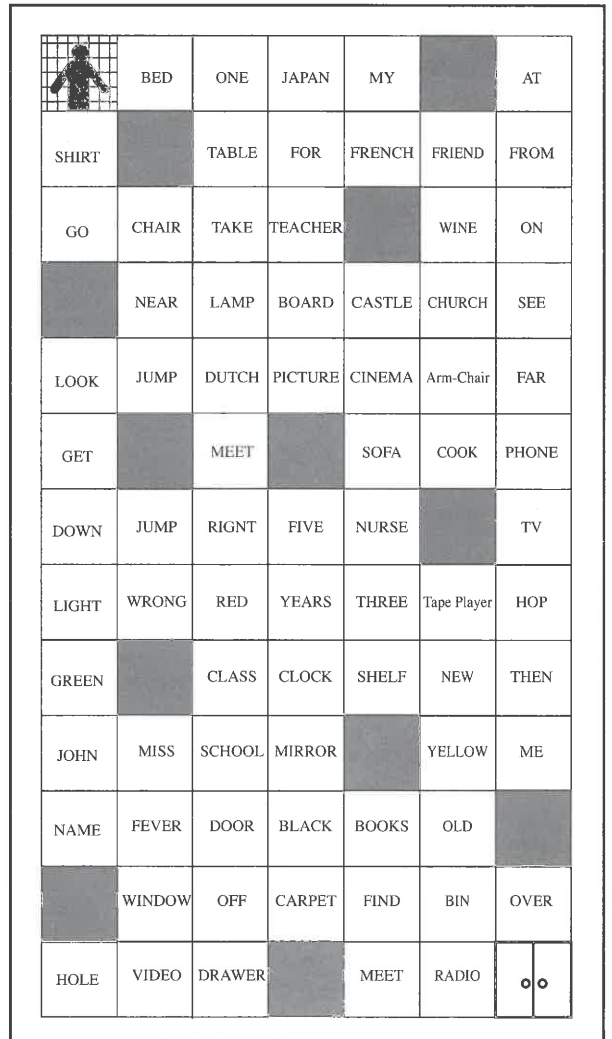 BED ONE JAPAN MY AT
SHIRT TABLE FOR FRENCH FRIEND FROM
GO CHAIR TAKE TEACHER WINE ON
NEAR LAMP BOARD CASTLE CHURCH SEE
LOOK JUMP DUTCH PICTURE CINEMA Arm-Chair FAR
GET MEET SOFA COOK PHONE
DOWN JUMP RIGNT FIVE NURSE TV
LIGHT WRONG RED YEARS THREE Tape Player HOP
GREEN CLASS CLOCK SHELF NEW THEN
JOHN MISS SCHOOL MIRROR YELLOW ME
NAME FEVER DOOR BLACK BOOKS OLD
WINDOW OFF CARPET FIND BIN OVER
HOLE VIDEO DRAWER MEET RADIO